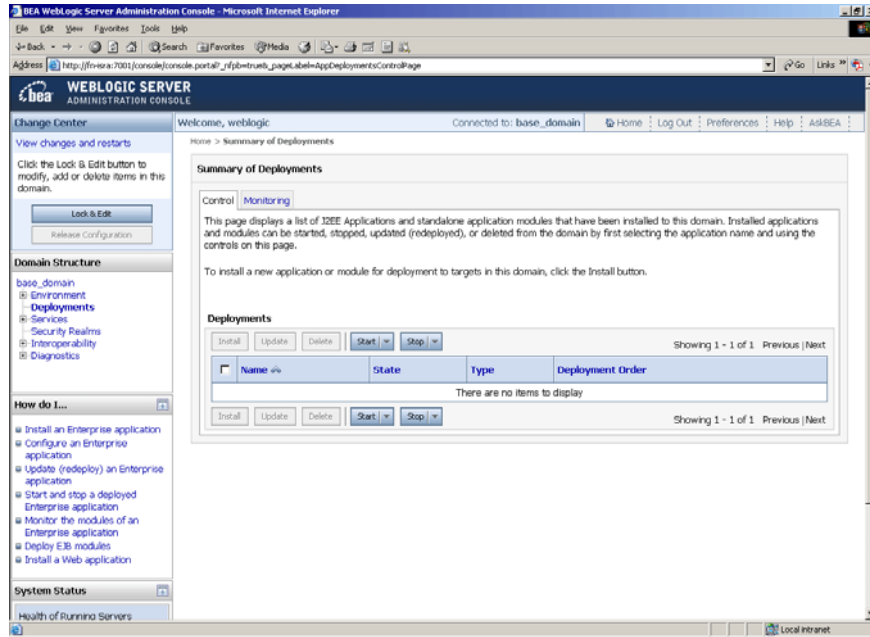 BEA WebLogic Server Administration Console - Microsoft Internet Explorer
File Edit View Favorites Tools Help
Back Search Favorites Media
Address http://fn-isra:7001/console/console.portal?_nfpb=true&_pageLabel=AppDeploymentsControlPage Go Links
bea WEBLOGIC SERVER
ADMINISTRATION CONSOLE
Change Center
View changes and restarts
Click the Lock & Edit button to
modify, add or delete items in this
domain.
Lock & Edit
Release Configuration
Domain Structure
base_domain
Environment
Deployments
Services
Security Realms
Interoperability
Diagnostics
How do I...
Install an Enterprise application
Configure an Enterprise
application
Update (redeploy) an Enterprise
application
Start and stop a deployed
Enterprise application
Monitor the modules of an
Enterprise application
Deploy EJB modules
Install a Web application
System Status
Health of Running Servers
Welcome, weblogic Connected to: base_domain Home Log Out Preferences Help AskBEA
Home > Summary of Deployments
Summary of Deployments
Control Monitoring
This page displays a list of J2EE Applications and standalone application modules that have been installed to this domain. Installed applications
and modules can be started, stopped, updated (redeployed), or deleted from the domain by first selecting the application name and using the
controls on this page.
To install a new application or module for deployment to targets in this domain, click the Install button.
Deployments
Install Update Delete Start Stop Showing 1 - 1 of 1 Previous | Next
Name State Type Deployment Order
There are no items to display
Install Update Delete Start Stop Showing 1 - 1 of 1 Previous | Next
Local intranet